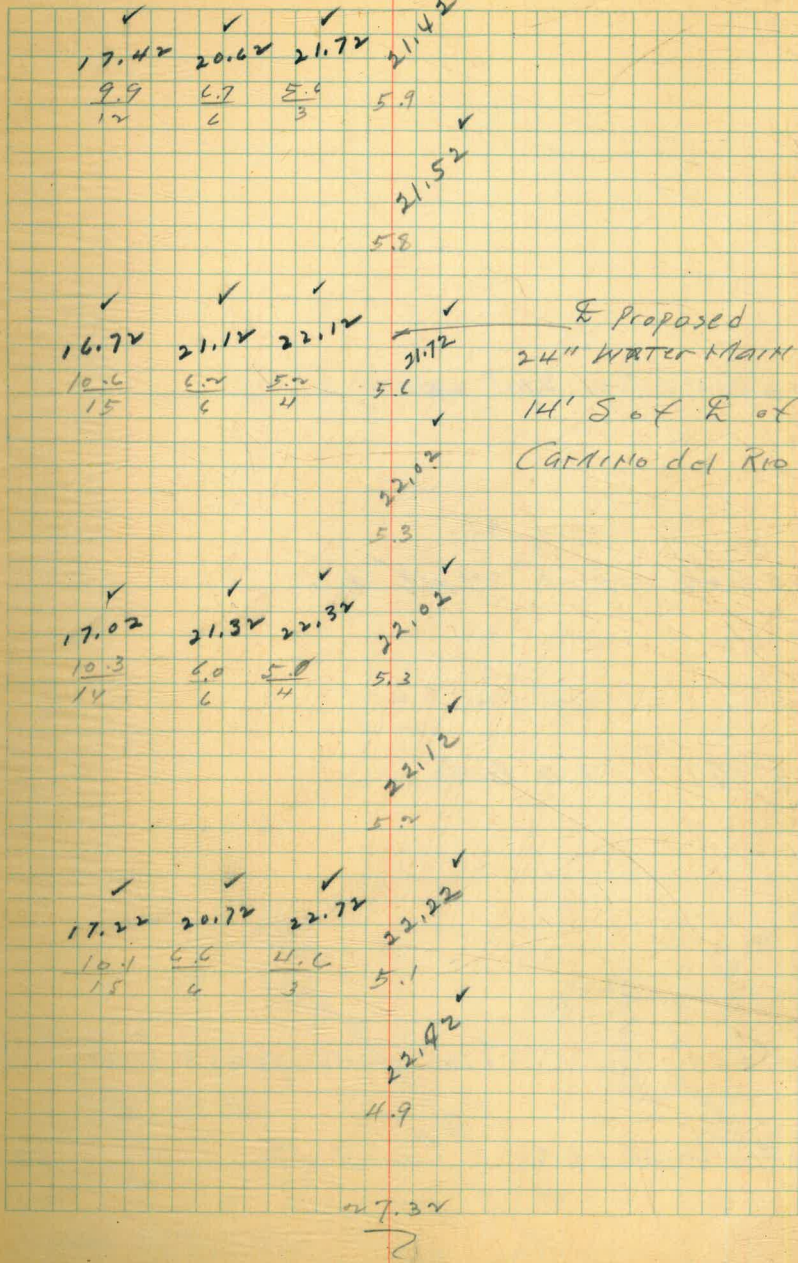 17.42 20.62 21.72 21.42
9.9 6.7 5.6 5.9
12 6 3
21.52
5.8
16.72 21.12 22.12 21.72 ℄ Proposed
10.6 6.2 5.2 5.6 24" Water Main
15 6 4 14' S of ℄ of
22.02 Camino del Rio
5.3
17.02 21.32 22.32 22.02
10.3 6.0 5.0 5.3
14 6 4
22.12
5.2
17.22 20.72 22.72 22.22
10.1 6.6 4.6 5.1
15 6 3
22.42
4.9
27.32